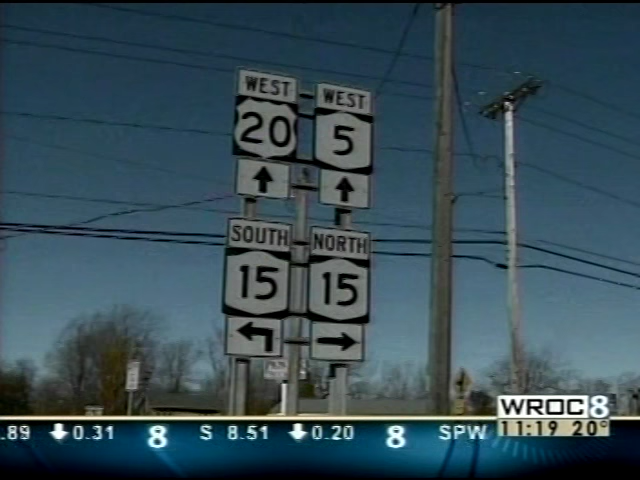 WEST WEST
20 5
SOUTH NORTH
15 15
WROC 8
.89 0.31 8 S 8.51 0.20 8 SPW
11:19 20°